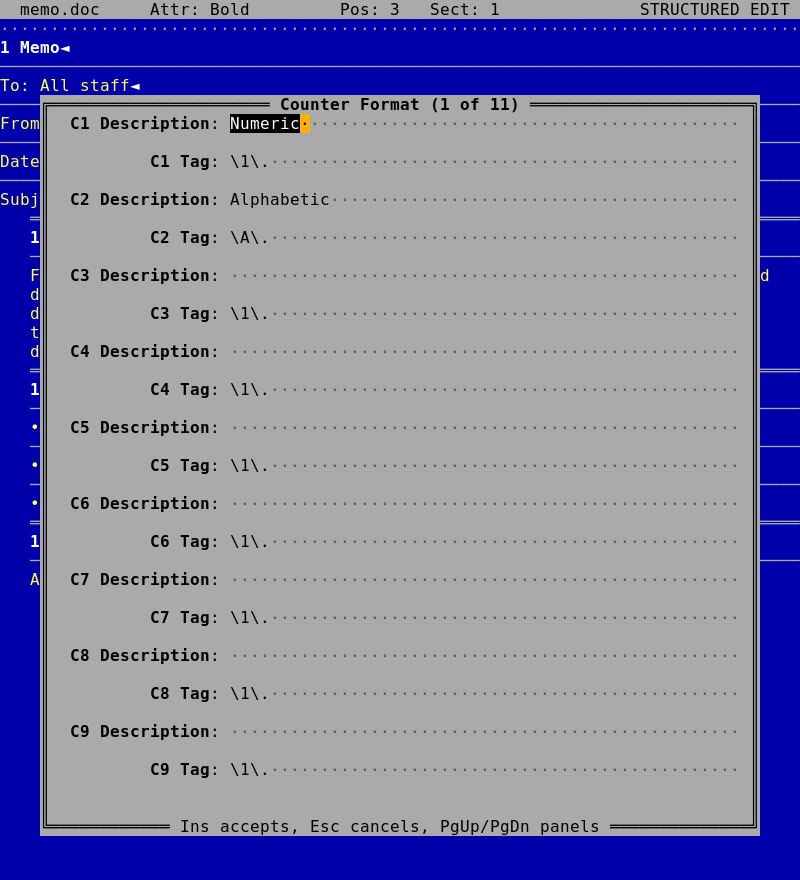 memo.doc Attr: Bold Pos: 3 Sect: 1 STRUCTURED EDIT
1 Memo◄
To: All staff◄
Counter Format (1 of 11)
From C1 Description: Numeric
Date C1 Tag: \1\.
Subj C2 Description: Alphabetic
1 C2 Tag: \A\.
F C3 Description: d
d
d C3 Tag: \1\.
t
d C4 Description:
1 C4 Tag: \1\.
• C5 Description:
• C5 Tag: \1\.
• C6 Description:
1 C6 Tag: \1\.
A C7 Description:
C7 Tag: \1\.
C8 Description:
C8 Tag: \1\.
C9 Description:
C9 Tag: \1\.
Ins accepts, Esc cancels, PgUp/PgDn panels